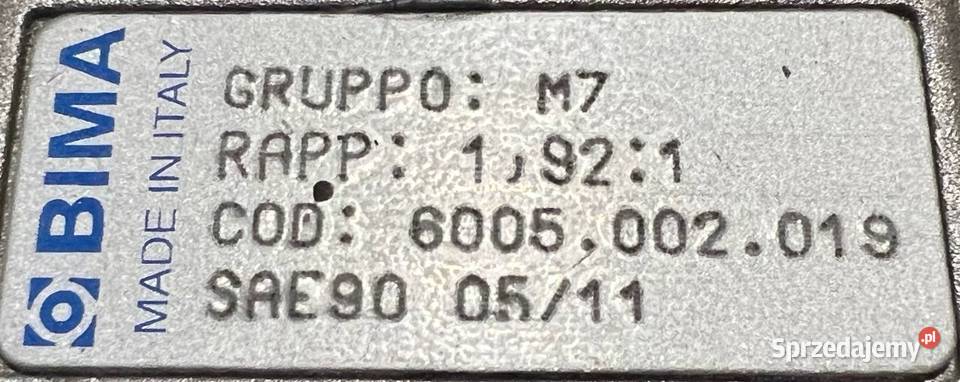 BIMA
MADE IN ITALY
GRUPPO: M7
RAPP: 1,92:1
COD: 6005.002.019
SAE90 05/11
Sprzedajemy.pl